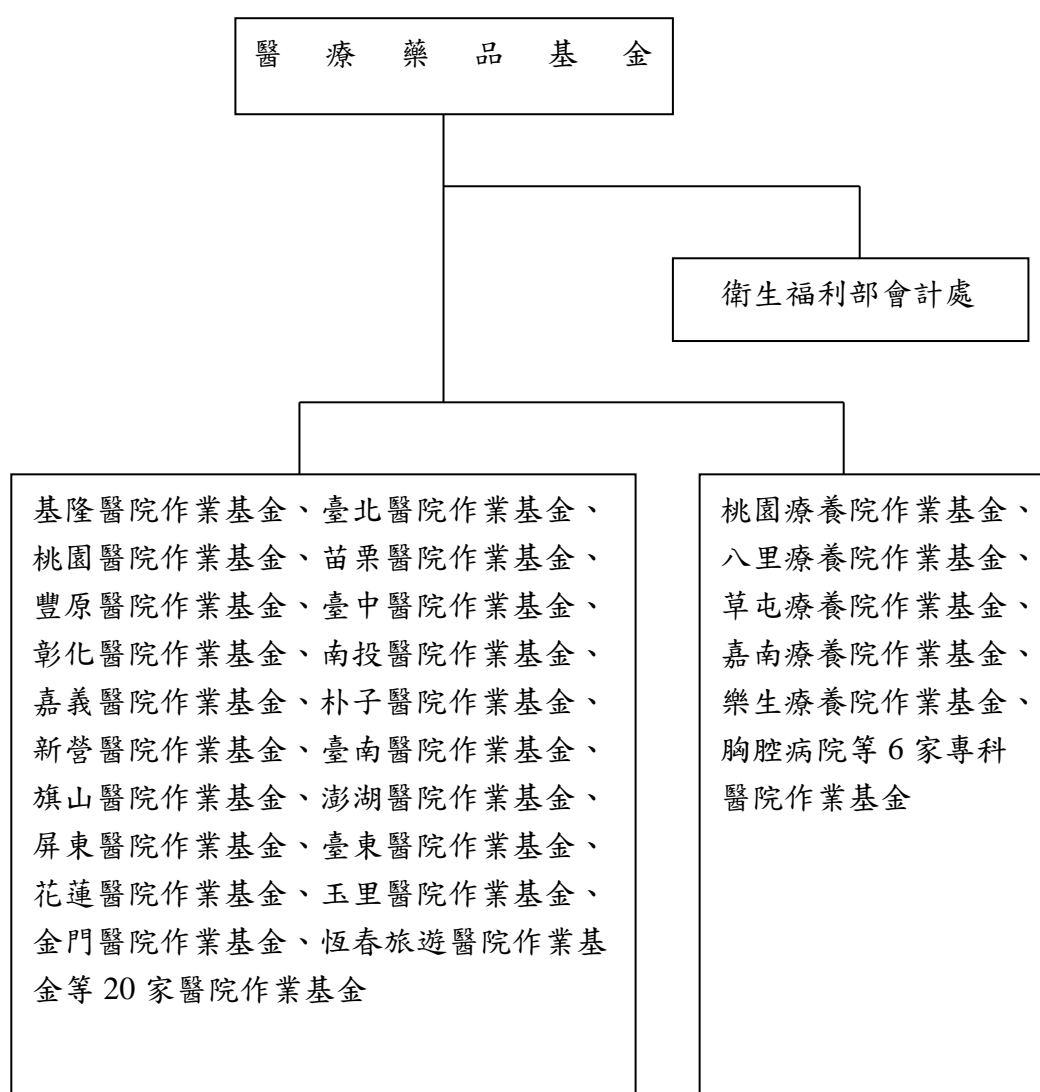 醫療藥品基金
衛生福利部會計處
基隆醫院作業基金、臺北醫院作業基金、
桃園醫院作業基金、苗栗醫院作業基金、
豐原醫院作業基金、臺中醫院作業基金、
彰化醫院作業基金、南投醫院作業基金、
嘉義醫院作業基金、朴子醫院作業基金、
新營醫院作業基金、臺南醫院作業基金、
旗山醫院作業基金、澎湖醫院作業基金、
屏東醫院作業基金、臺東醫院作業基金、
花蓮醫院作業基金、玉里醫院作業基金、
金門醫院作業基金、恆春旅遊醫院作業基
金等 20 家醫院作業基金
桃園療養院作業基金、
八里療養院作業基金、
草屯療養院作業基金、
嘉南療養院作業基金、
樂生療養院作業基金、
胸腔病院等 6 家專科
醫院作業基金